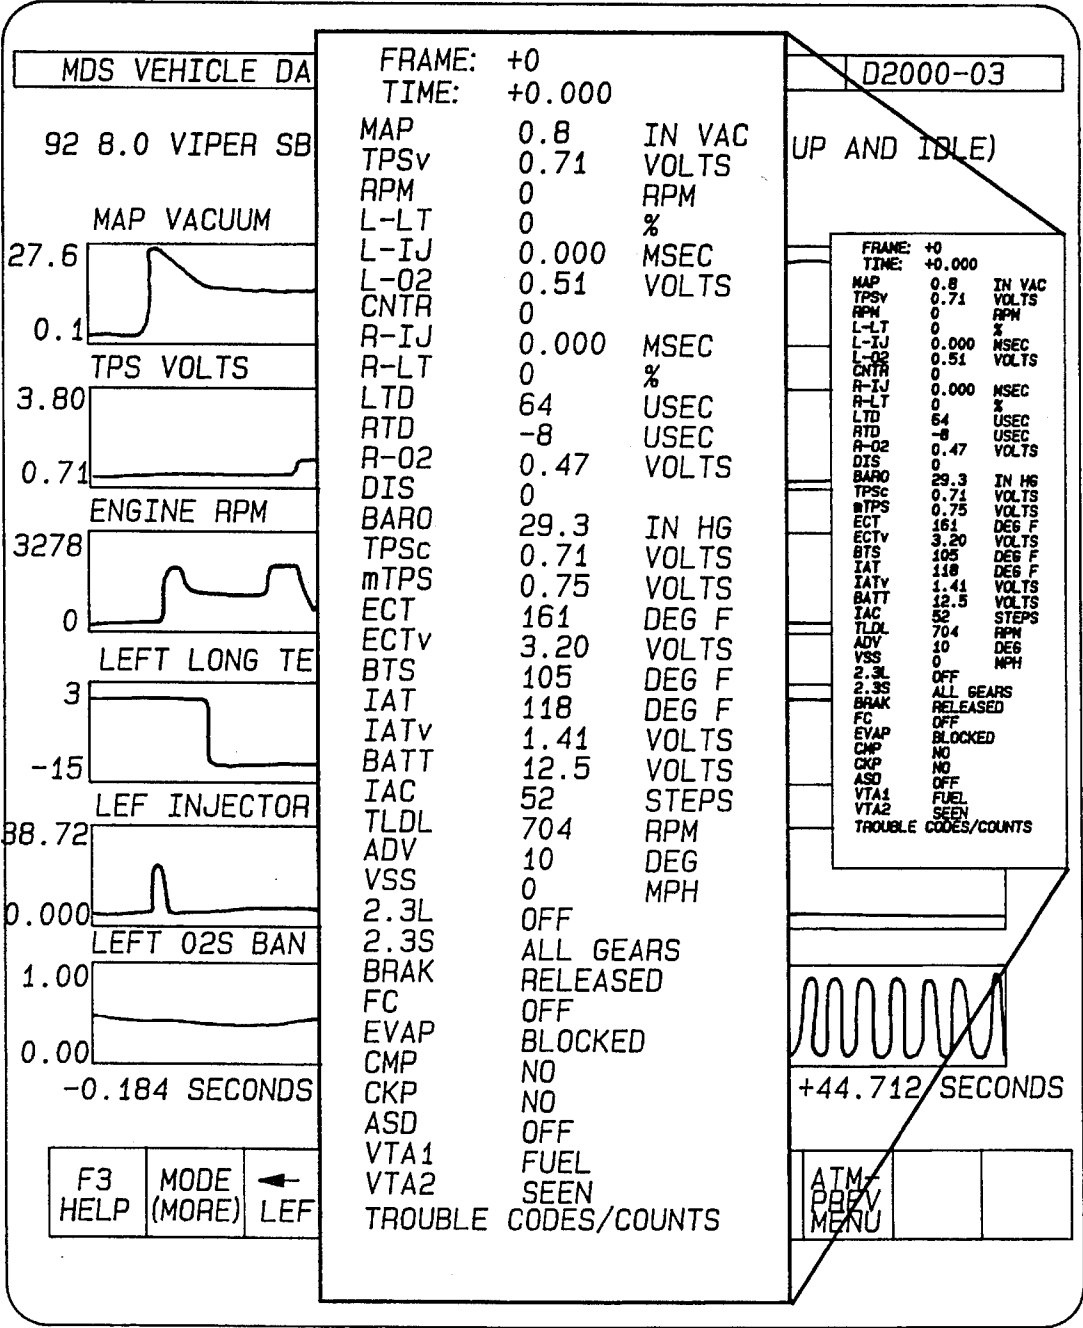 MDS VEHICLE DA
D2000-03
92 8.0 VIPER SB
UP AND IDLE)
MAP VACUUM
27.6
0.1
TPS VOLTS
3.80
0.71
ENGINE RPM
3278
0
LEFT LONG TE
3
-15
LEF INJECTOR
38.72
0.000
LEFT O2S BAN
1.00
0.00
-0.184 SECONDS
+44.712 SECONDS
F3 HELP
MODE (MORE)
← LEF
ATM- PREV MENU
FRAME: +0
TIME: +0.000
MAP 0.8 IN VAC
TPSv 0.71 VOLTS
RPM 0 RPM
L-LT 0 %
L-IJ 0.000 MSEC
L-O2 0.51 VOLTS
CNTR 0
R-IJ 0.000 MSEC
R-LT 0 %
LTD 64 USEC
RTD -8 USEC
R-O2 0.47 VOLTS
DIS 0
BARO 29.3 IN HG
TPSc 0.71 VOLTS
mTPS 0.75 VOLTS
ECT 161 DEG F
ECTv 3.20 VOLTS
BTS 105 DEG F
IAT 118 DEG F
IATv 1.41 VOLTS
BATT 12.5 VOLTS
IAC 52 STEPS
TLDL 704 RPM
ADV 10 DEG
VSS 0 MPH
2.3L OFF
2.3S ALL GEARS
BRAK RELEASED
FC OFF
EVAP BLOCKED
CMP NO
CKP NO
ASD OFF
VTA1 FUEL
VTA2 SEEN
TROUBLE CODES/COUNTS
FRAME: +0
TIME: +0.000
MAP 0.8 IN VAC
TPSv 0.71 VOLTS
RPM 0 RPM
L-LT 0 %
L-IJ 0.000 MSEC
L-O2 0.51 VOLTS
CNTR 0
R-IJ 0.000 MSEC
R-LT 0 %
LTD 64 USEC
RTD -8 USEC
R-O2 0.47 VOLTS
DIS 0
BARO 29.3 IN HG
TPSc 0.71 VOLTS
mTPS 0.75 VOLTS
ECT 161 DEG F
ECTv 3.20 VOLTS
BTS 105 DEG F
IAT 118 DEG F
IATv 1.41 VOLTS
BATT 12.5 VOLTS
IAC 52 STEPS
TLDL 704 RPM
ADV 10 DEG
VSS 0 MPH
2.3L OFF
2.3S ALL GEARS
BRAK RELEASED
FC OFF
EVAP BLOCKED
CMP NO
CKP NO
ASD OFF
VTA1 FUEL
VTA2 SEEN
TROUBLE CODES/COUNTS